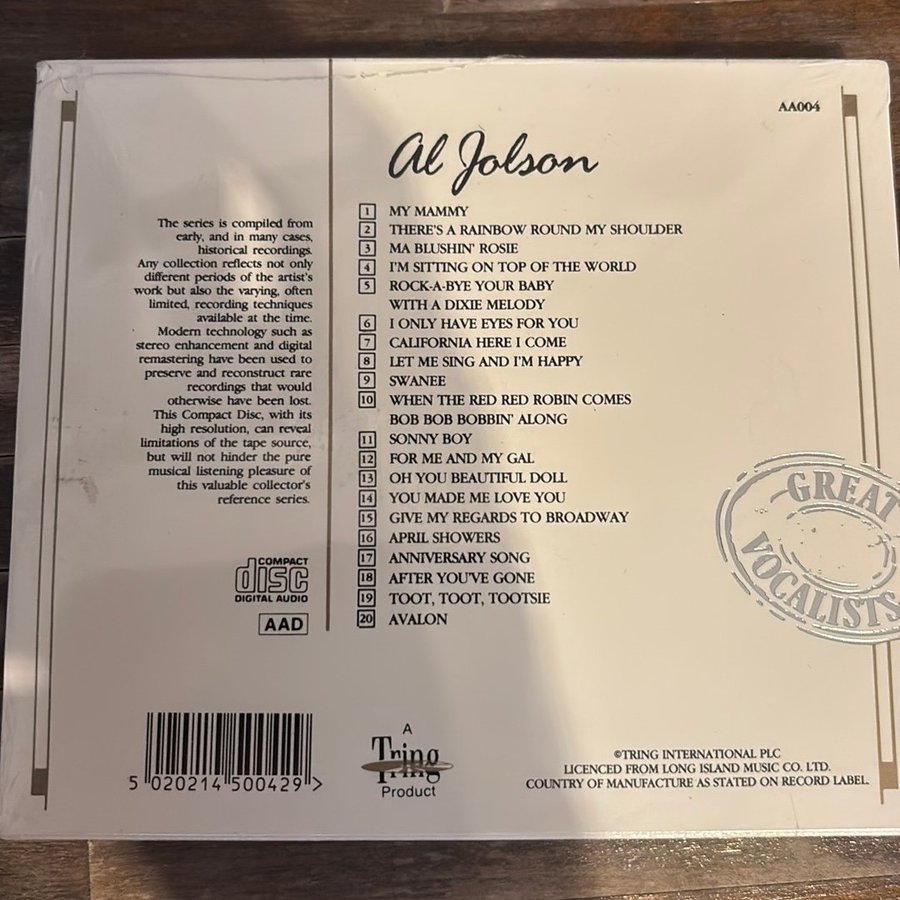 AA004
Al Jolson
The series is compiled from
early, and in many cases,
historical recordings.
Any collection reflects not only
different periods of the artist's
work but also the varying, often
limited, recording techniques
available at the time.
Modern technology such as
stereo enhancement and digital
remastering have been used to
preserve and reconstruct rare
recordings that would
otherwise have been lost.
This Compact Disc, with its
high resolution, can reveal
limitations of the tape source,
but will not hinder the pure
musical listening pleasure of
this valuable collector's
reference series.
COMPACT
disc
DIGITAL AUDIO
AAD
1 MY MAMMY
2 THERE'S A RAINBOW ROUND MY SHOULDER
3 MA BLUSHIN' ROSIE
4 I'M SITTING ON TOP OF THE WORLD
5 ROCK-A-BYE YOUR BABY
WITH A DIXIE MELODY
6 I ONLY HAVE EYES FOR YOU
7 CALIFORNIA HERE I COME
8 LET ME SING AND I'M HAPPY
9 SWANEE
10 WHEN THE RED RED ROBIN COMES
BOB BOB BOBBIN' ALONG
11 SONNY BOY
12 FOR ME AND MY GAL
13 OH YOU BEAUTIFUL DOLL
14 YOU MADE ME LOVE YOU
15 GIVE MY REGARDS TO BROADWAY
16 APRIL SHOWERS
17 ANNIVERSARY SONG
18 AFTER YOU'VE GONE
19 TOOT, TOOT, TOOTSIE
20 AVALON
GREAT
VOCALISTS
5 020214 500429 >
A
Tring
Product
©TRING INTERNATIONAL PLC
LICENCED FROM LONG ISLAND MUSIC CO. LTD.
COUNTRY OF MANUFACTURE AS STATED ON RECORD LABEL.